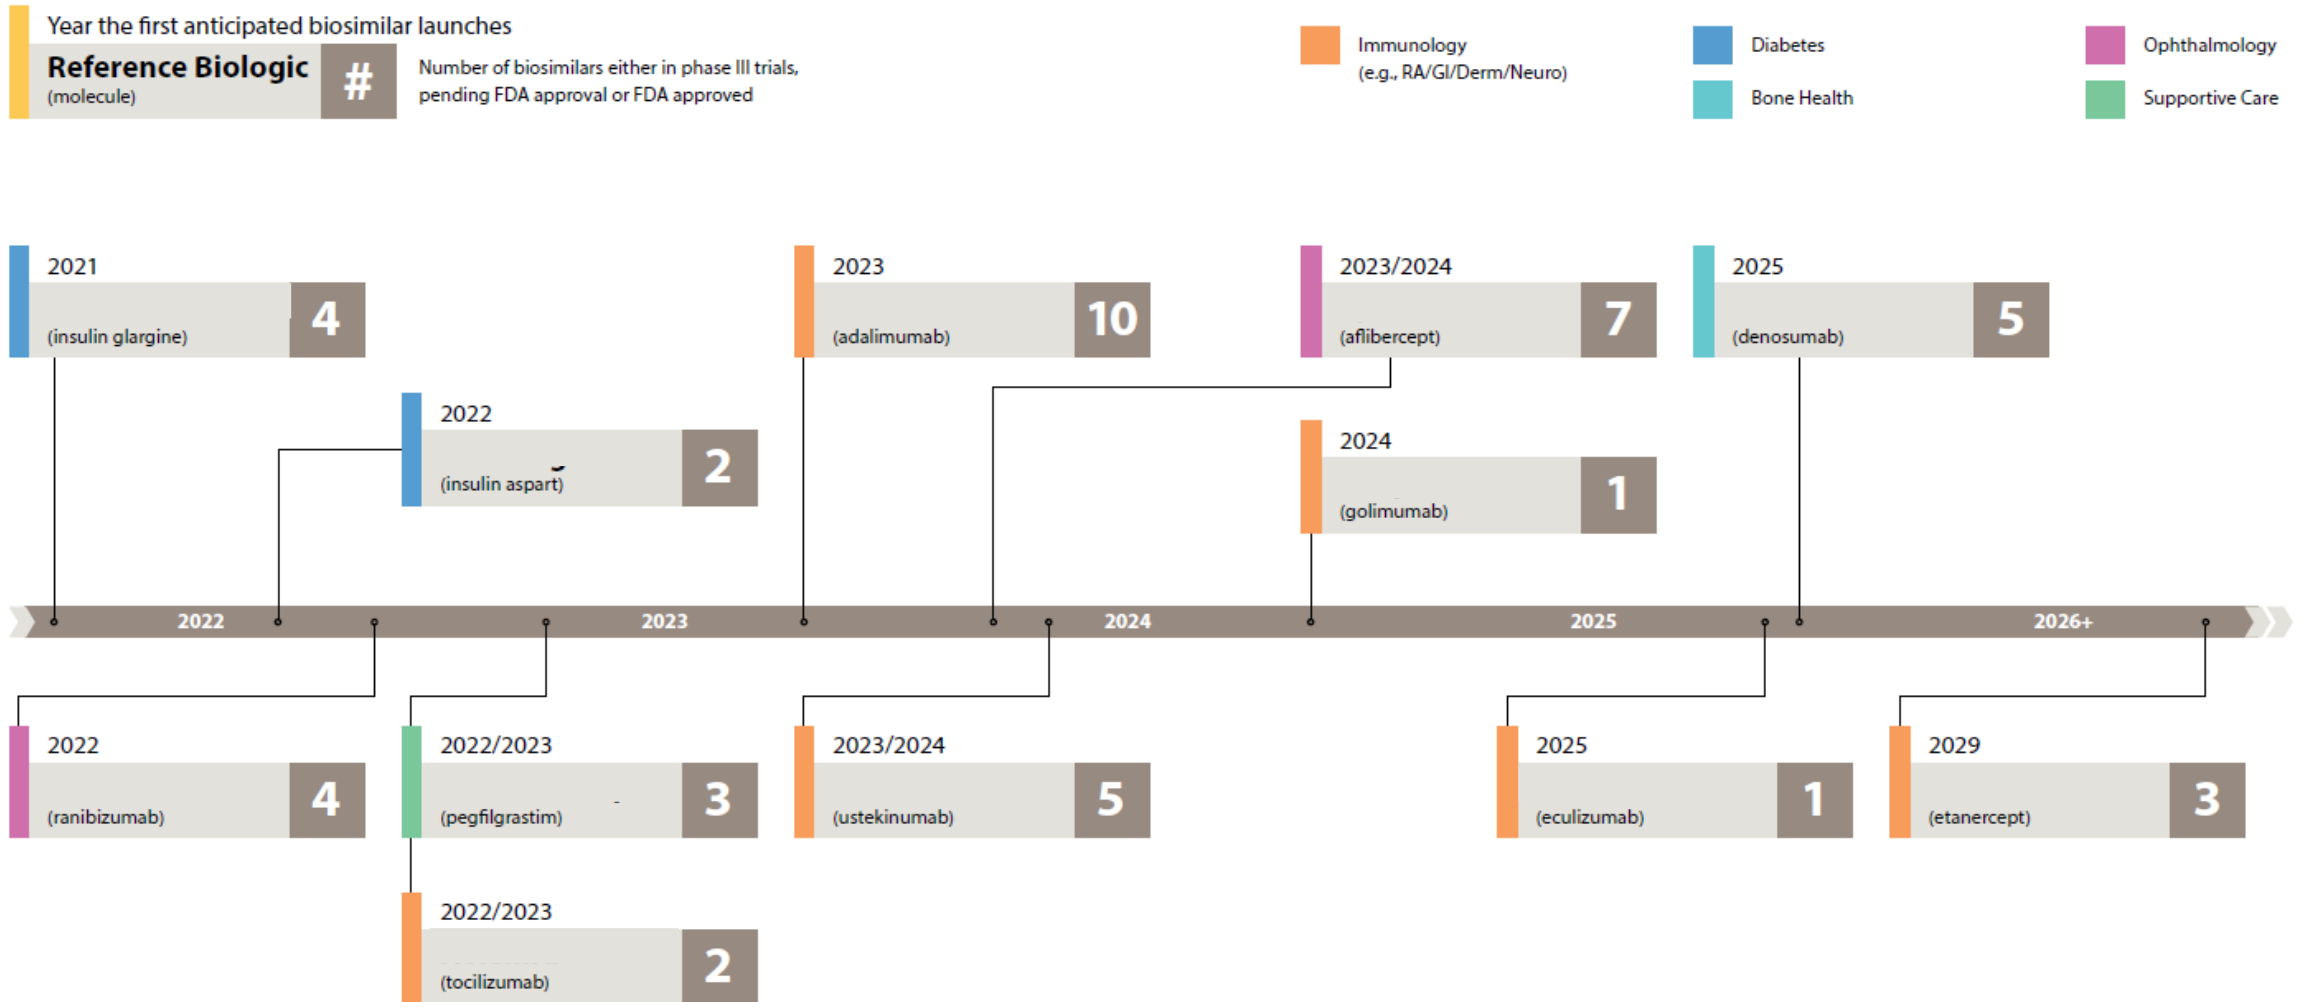 Year the first anticipated biosimilar launches
Reference Biologic
(molecule)
#
Number of biosimilars either in phase III trials,
pending FDA approval or FDA approved
Immunology
(e.g., RA/GI/Derm/Neuro)
Diabetes
Bone Health
Ophthalmology
Supportive Care
2021
(insulin glargine)
4
2022
(insulin aspart)
2
2023
(adalimumab)
10
2023/2024
(aflibercept)
7
2024
(golimumab)
1
2025
(denosumab)
5
2022
2023
2024
2025
2026+
2022
(ranibizumab)
4
2022/2023
(pegfilgrastim)
3
2022/2023
(tocilizumab)
2
2023/2024
(ustekinumab)
5
2025
(eculizumab)
1
2029
(etanercept)
3